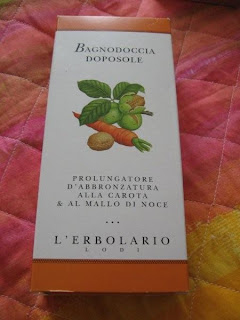 BAGNODOCCIA
DOPOSOLE
PROLUNGATORE
D'ABBRONZATURA
ALLA CAROTA
& AL MALLO DI NOCE
...
L'ERBOLARIO
LODI